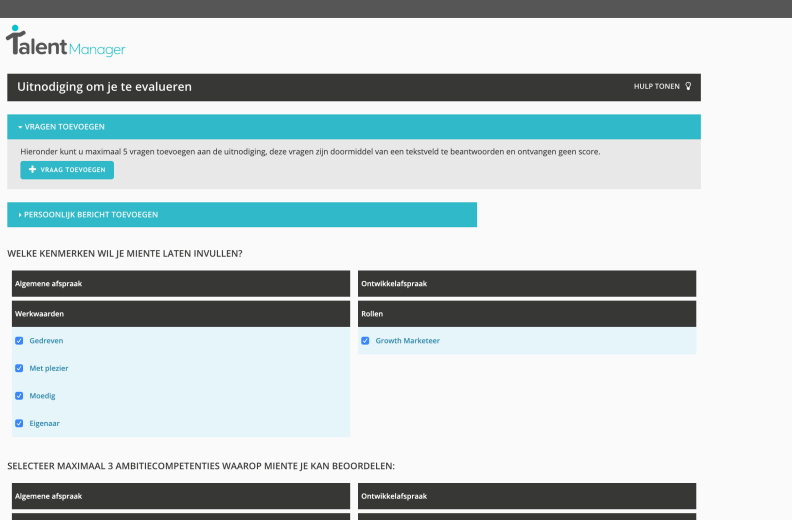 TalentManager
Uitnodiging om je te evalueren
HULP TONEN
VRAGEN TOEVOEGEN
Hieronder kunt u maximaal 5 vragen toevoegen aan de uitnodiging, deze vragen zijn doormiddel van een tekstveld te beantwoorden en ontvangen geen score.
VRAAG TOEVOEGEN
PERSOONLIJK BERICHT TOEVOEGEN
WELKE KENMERKEN WIL JE MIENTE LATEN INVULLEN?
Algemene afspraak
Ontwikkelafspraak
Werkwaarden
Rollen
Gedreven
Growth Marketeer
Met plezier
Moedig
Eigenaar
SELECTEER MAXIMAAL 3 AMBITIECOMPETENTIES WAAROP MIENTE JE KAN BEOORDELEN:
Algemene afspraak
Ontwikkelafspraak